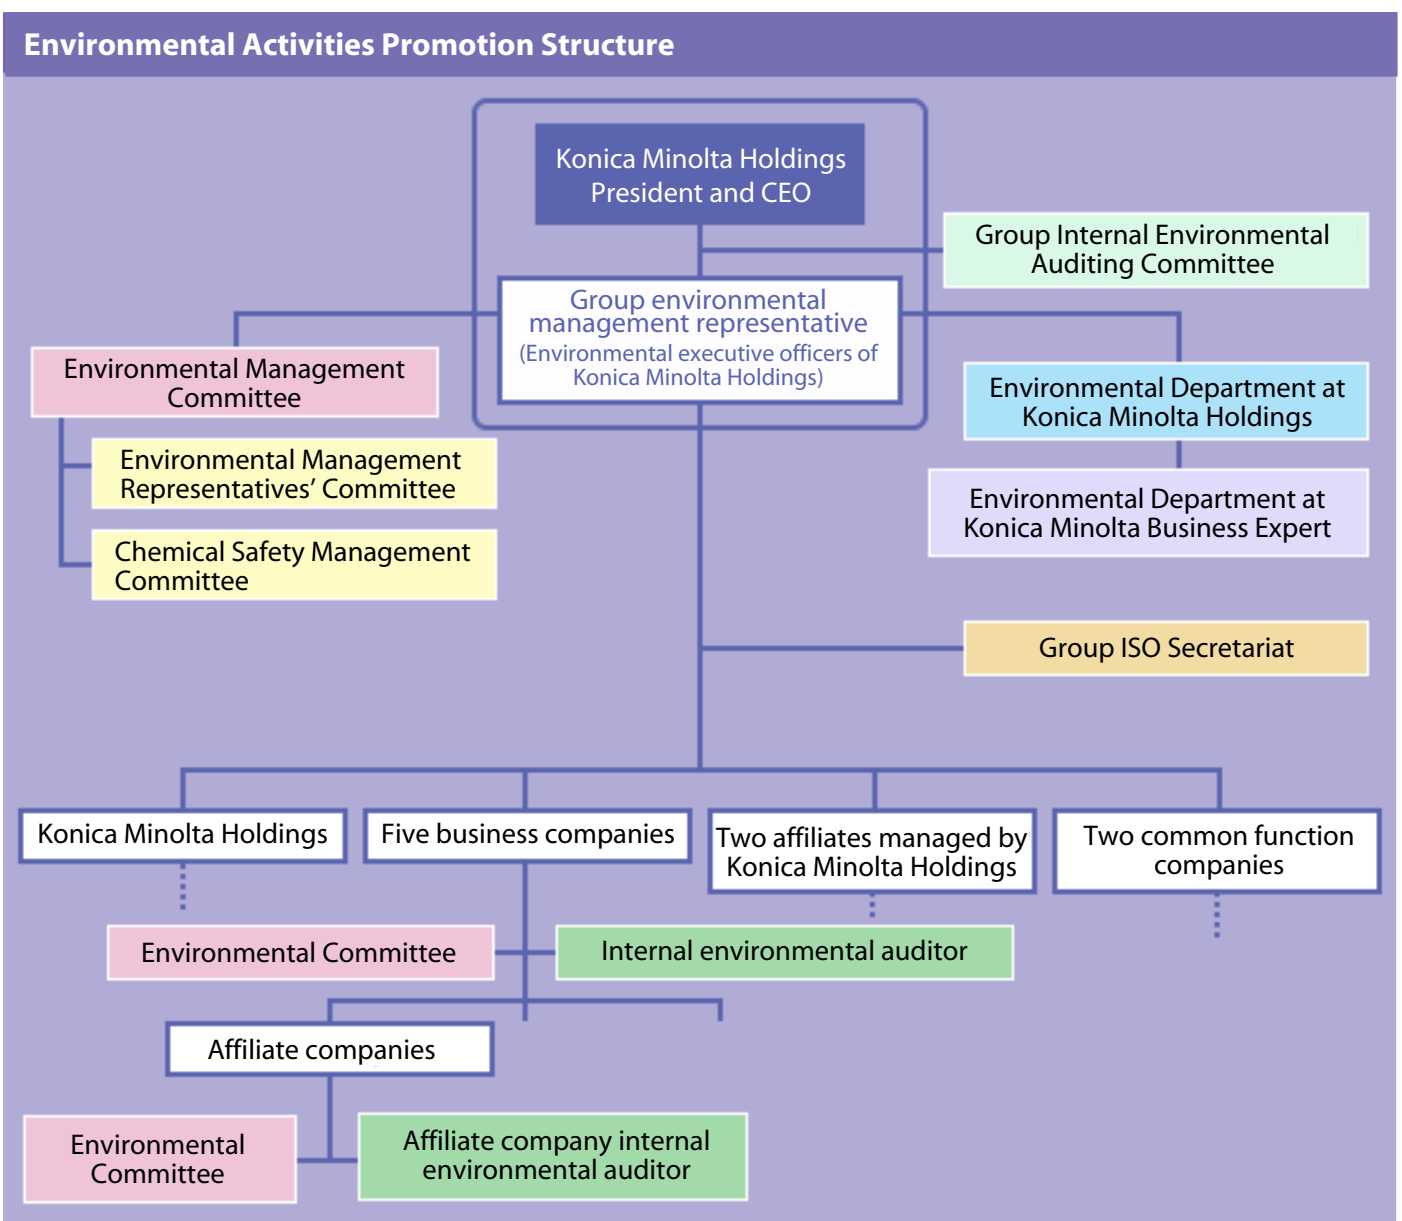 Environmental Activities Promotion Structure
Konica Minolta Holdings
President and CEO
Group Internal Environmental
Auditing Committee
Group environmental
management representative
(Environmental executive officers of
Konica Minolta Holdings)
Environmental Management
Committee
Environmental Department at
Konica Minolta Holdings
Environmental Management
Representatives’ Committee
Environmental Department at
Konica Minolta Business Expert
Chemical Safety Management
Committee
Group ISO Secretariat
Konica Minolta Holdings
Five business companies
Two affiliates managed by
Konica Minolta Holdings
Two common function
companies
Environmental Committee
Internal environmental auditor
Affiliate companies
Environmental
Committee
Affiliate company internal
environmental auditor